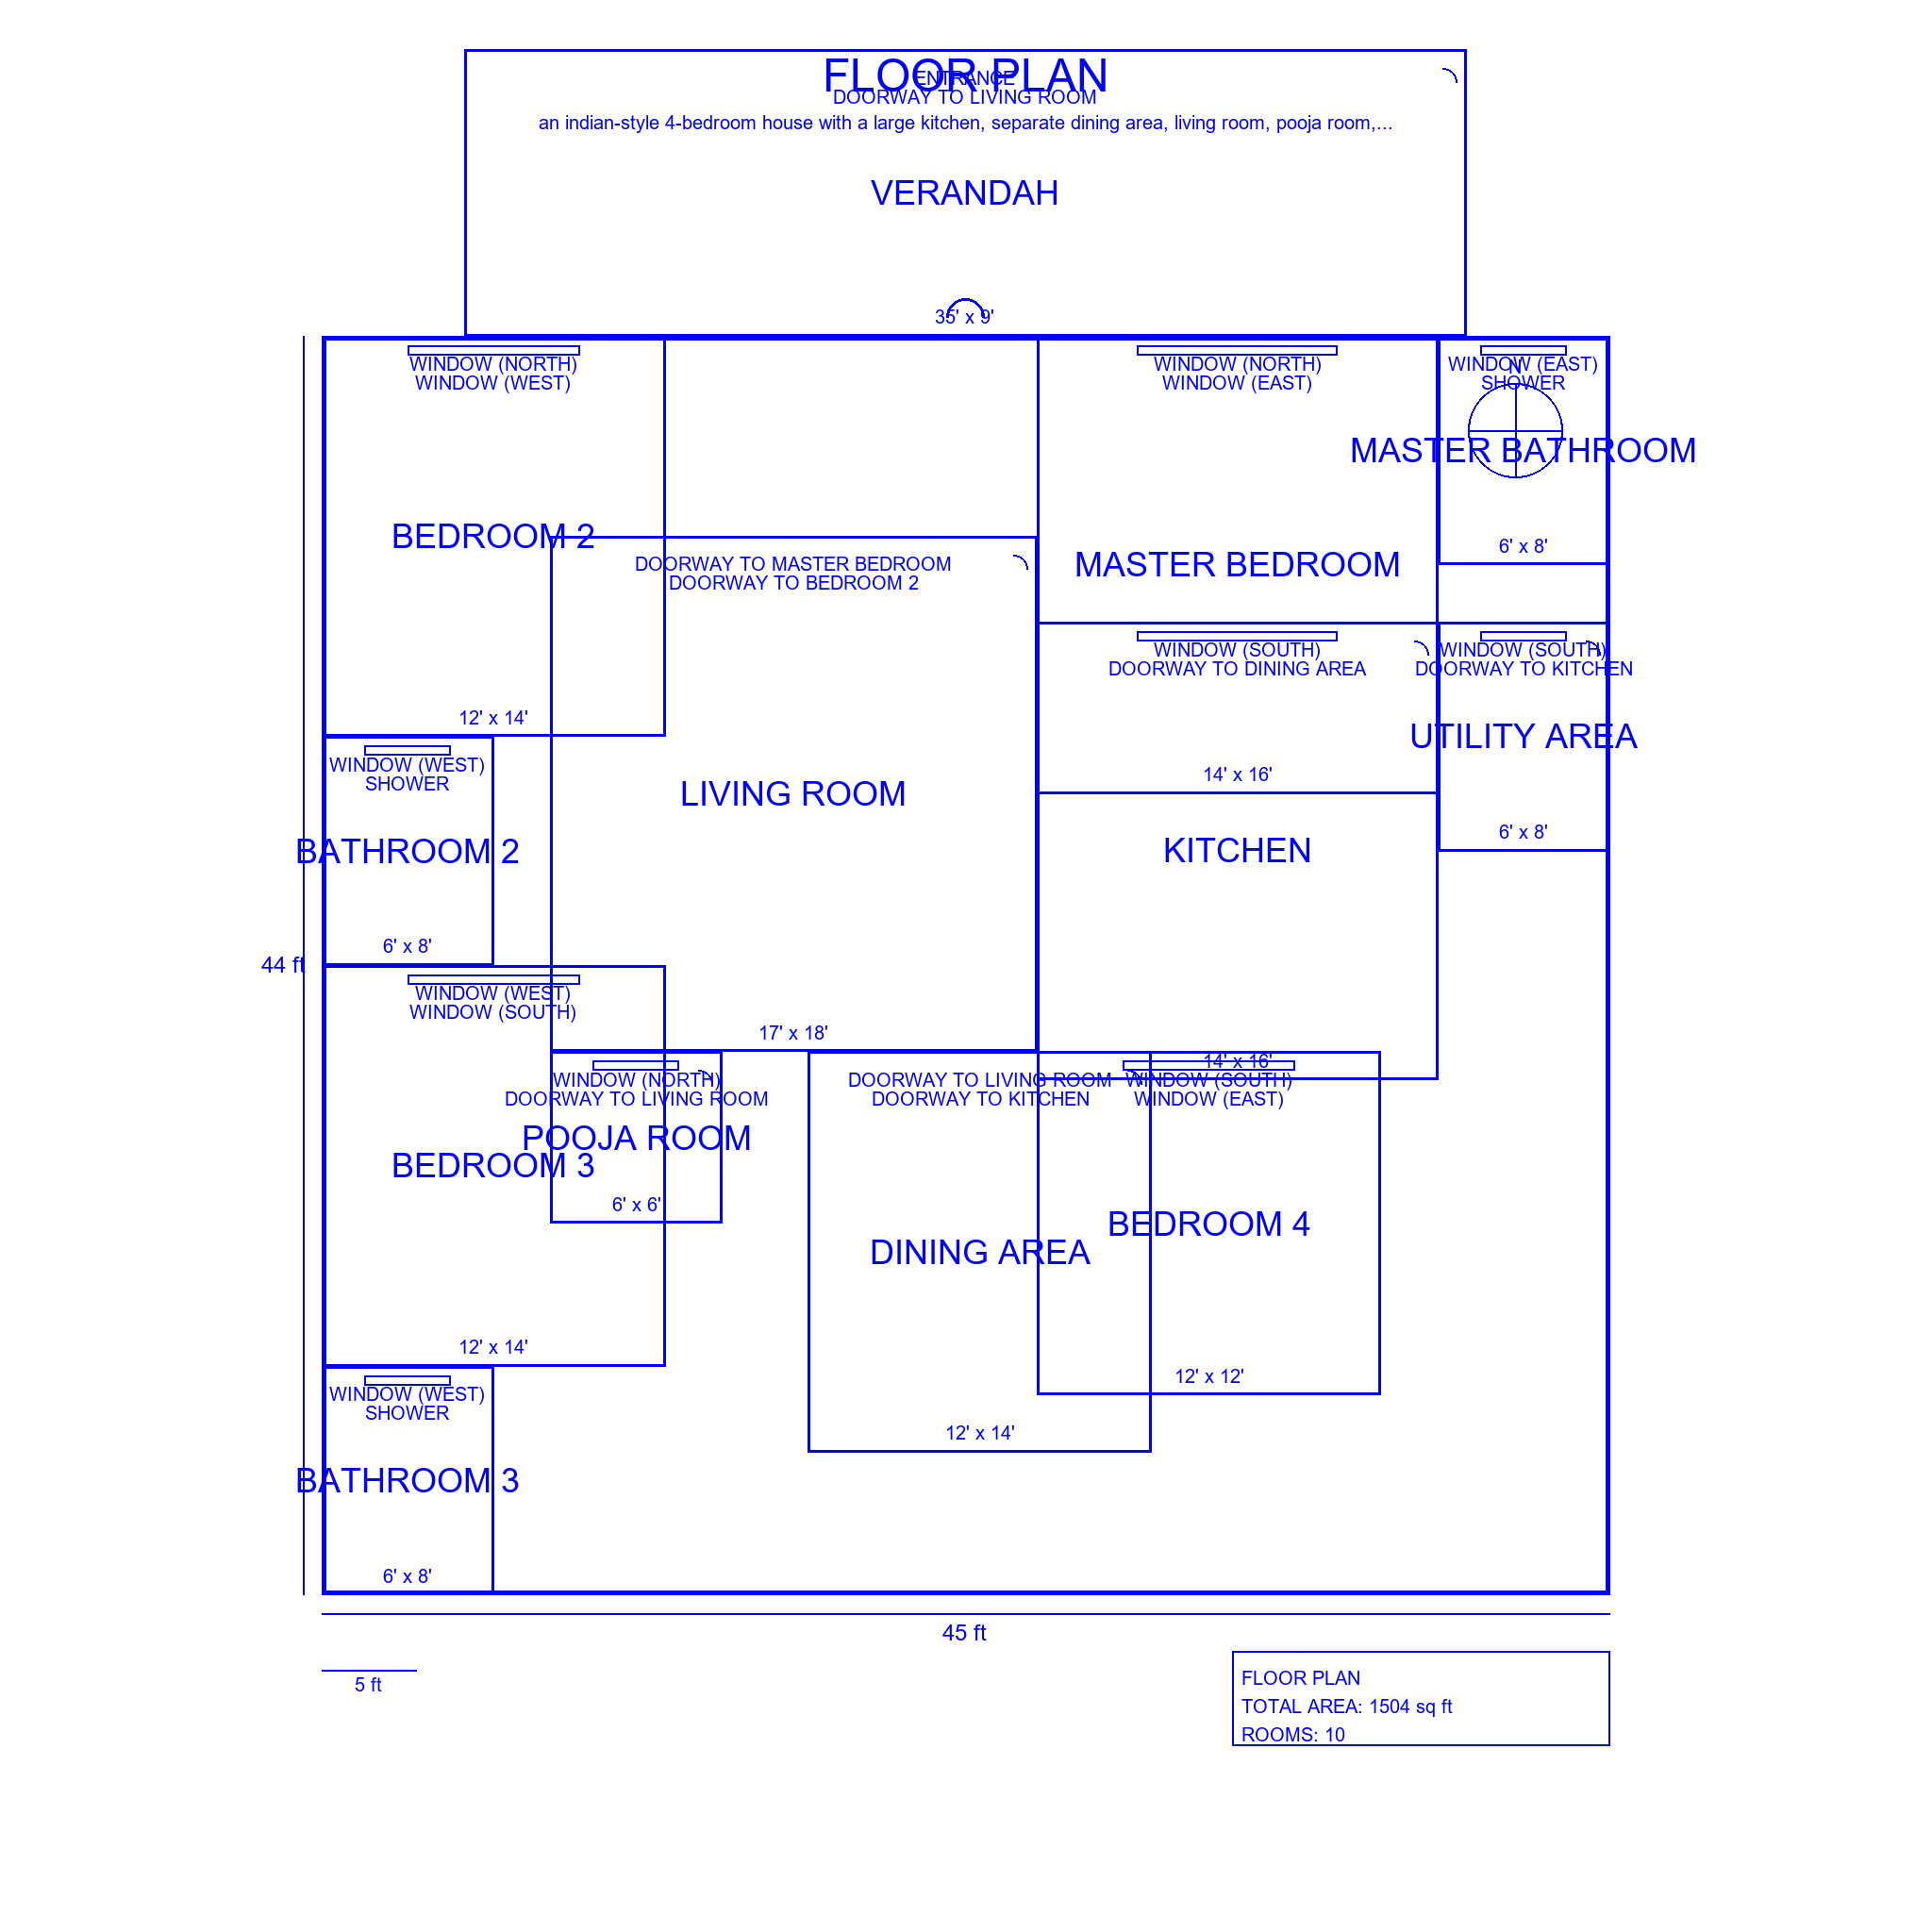 FLOOR PLAN
ENTRANCE
DOORWAY TO LIVING ROOM
an indian-style 4-bedroom house with a large kitchen, separate dining area, living room, pooja room,...
VERANDAH
35' x 9'
WINDOW (NORTH)
WINDOW (WEST)
BEDROOM 2
12' x 14'
WINDOW (NORTH)
WINDOW (EAST)
MASTER BEDROOM
14' x 16'
WINDOW (EAST)
SHOWER
N
MASTER BATHROOM
6' x 8'
DOORWAY TO MASTER BEDROOM
DOORWAY TO BEDROOM 2
LIVING ROOM
17' x 18'
WINDOW (SOUTH)
DOORWAY TO DINING AREA
KITCHEN
14' x 16'
WINDOW (SOUTH)
DOORWAY TO KITCHEN
UTILITY AREA
6' x 8'
WINDOW (WEST)
SHOWER
BATHROOM 2
6' x 8'
44 ft
WINDOW (WEST)
WINDOW (SOUTH)
BEDROOM 3
12' x 14'
WINDOW (NORTH)
DOORWAY TO LIVING ROOM
POOJA ROOM
6' x 6'
DOORWAY TO LIVING ROOM
DOORWAY TO KITCHEN
DINING AREA
12' x 14'
WINDOW (SOUTH)
WINDOW (EAST)
BEDROOM 4
12' x 12'
WINDOW (WEST)
SHOWER
BATHROOM 3
6' x 8'
45 ft
5 ft
FLOOR PLAN
TOTAL AREA: 1504 sq ft
ROOMS: 10